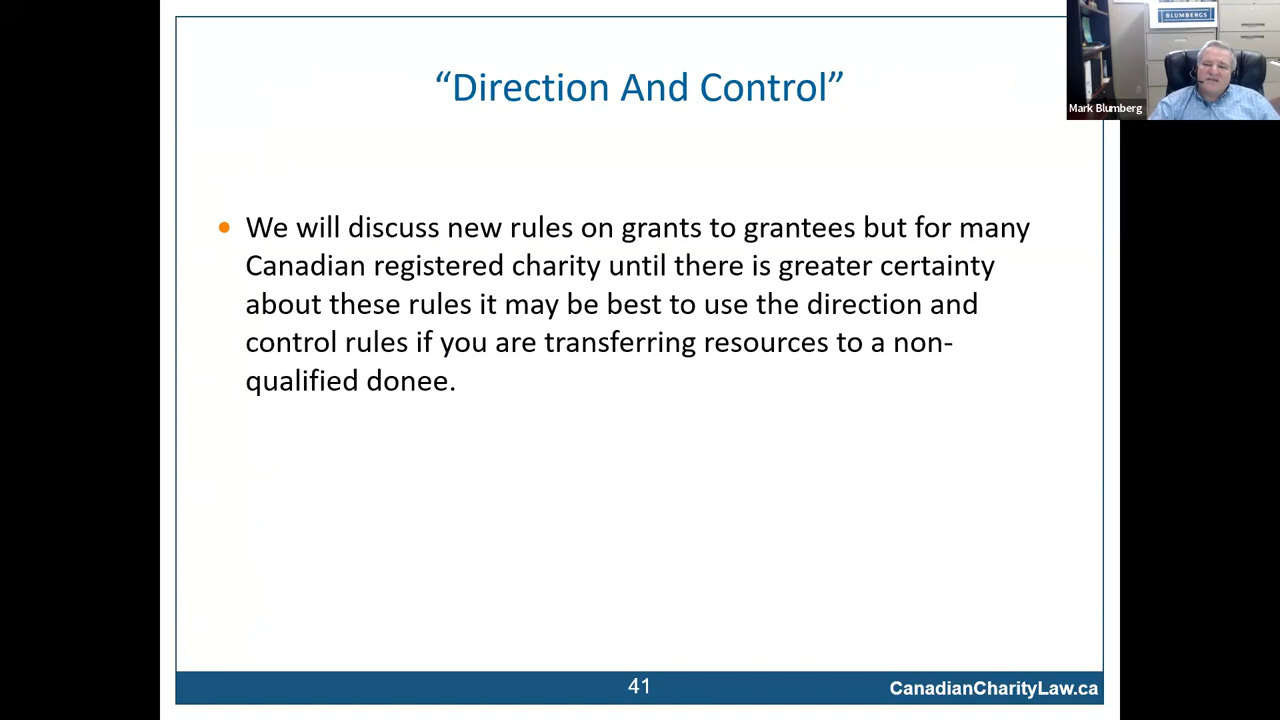 BLUMBERGS
Mark Blumberg
“Direction And Control”
• We will discuss new rules on grants to grantees but for many
Canadian registered charity until there is greater certainty
about these rules it may be best to use the direction and
control rules if you are transferring resources to a non-
qualified donee.
41
CanadianCharityLaw.ca